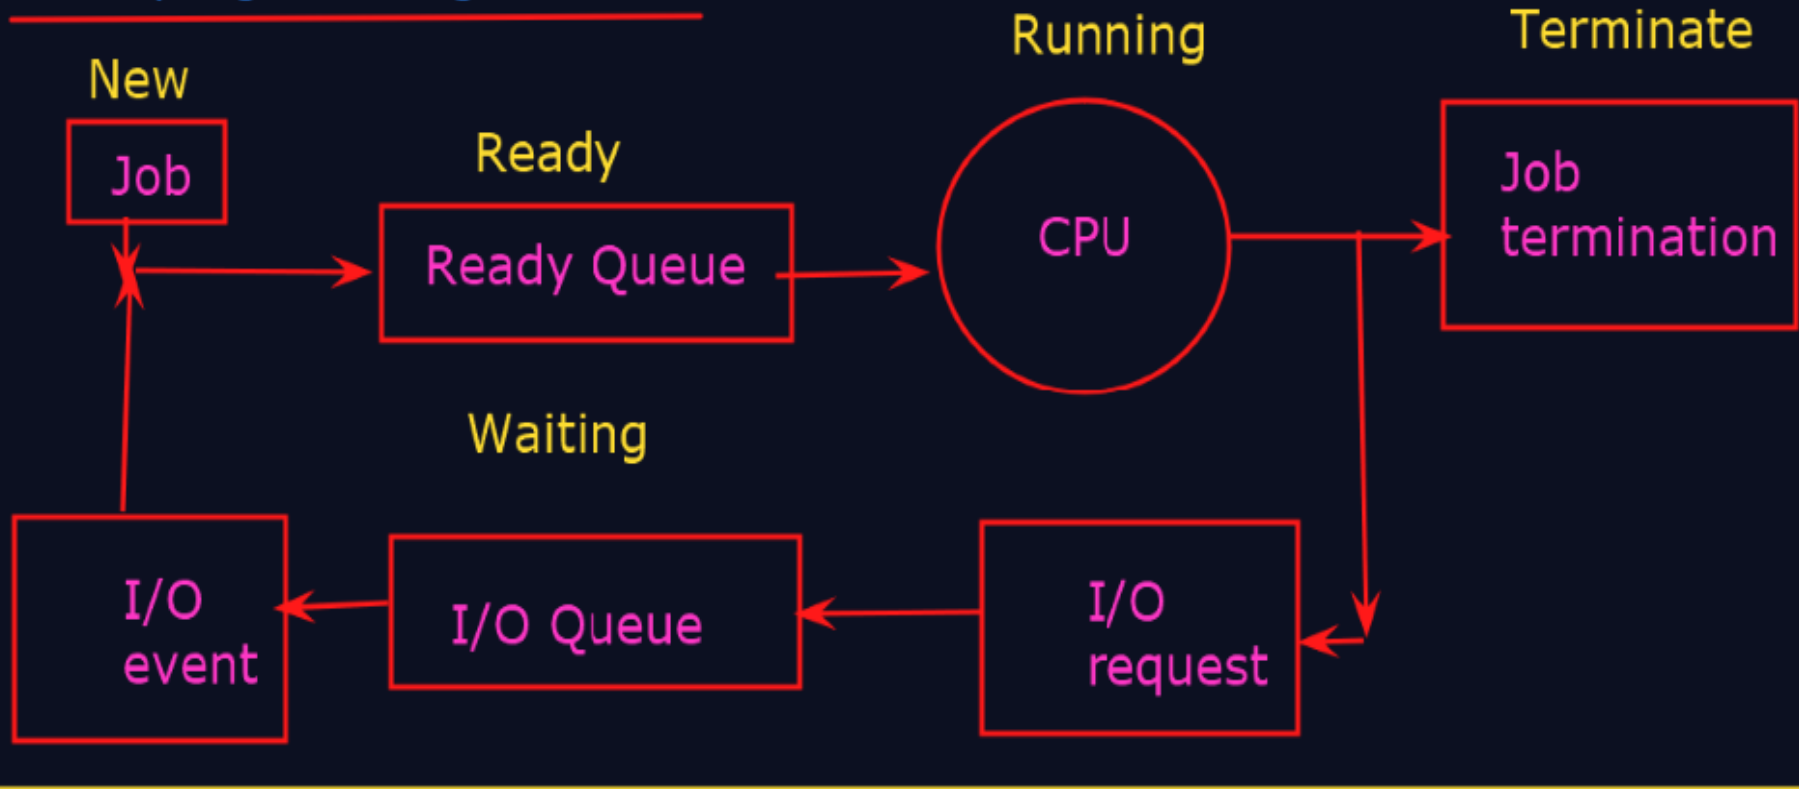 New
Running
Terminate
Job
Ready
Ready Queue
CPU
Job
termination
Waiting
I/O
event
I/O Queue
I/O
request